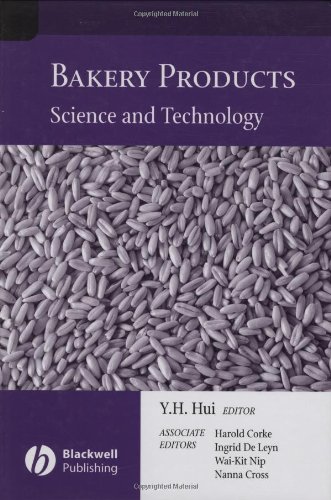 BAKERY PRODUCTS
Science and Technology
Y.H. Hui EDITOR
ASSOCIATE EDITORS
Harold Corke
Ingrid De Leyn
Wai-Kit Nip
Nanna Cross
Blackwell
Publishing